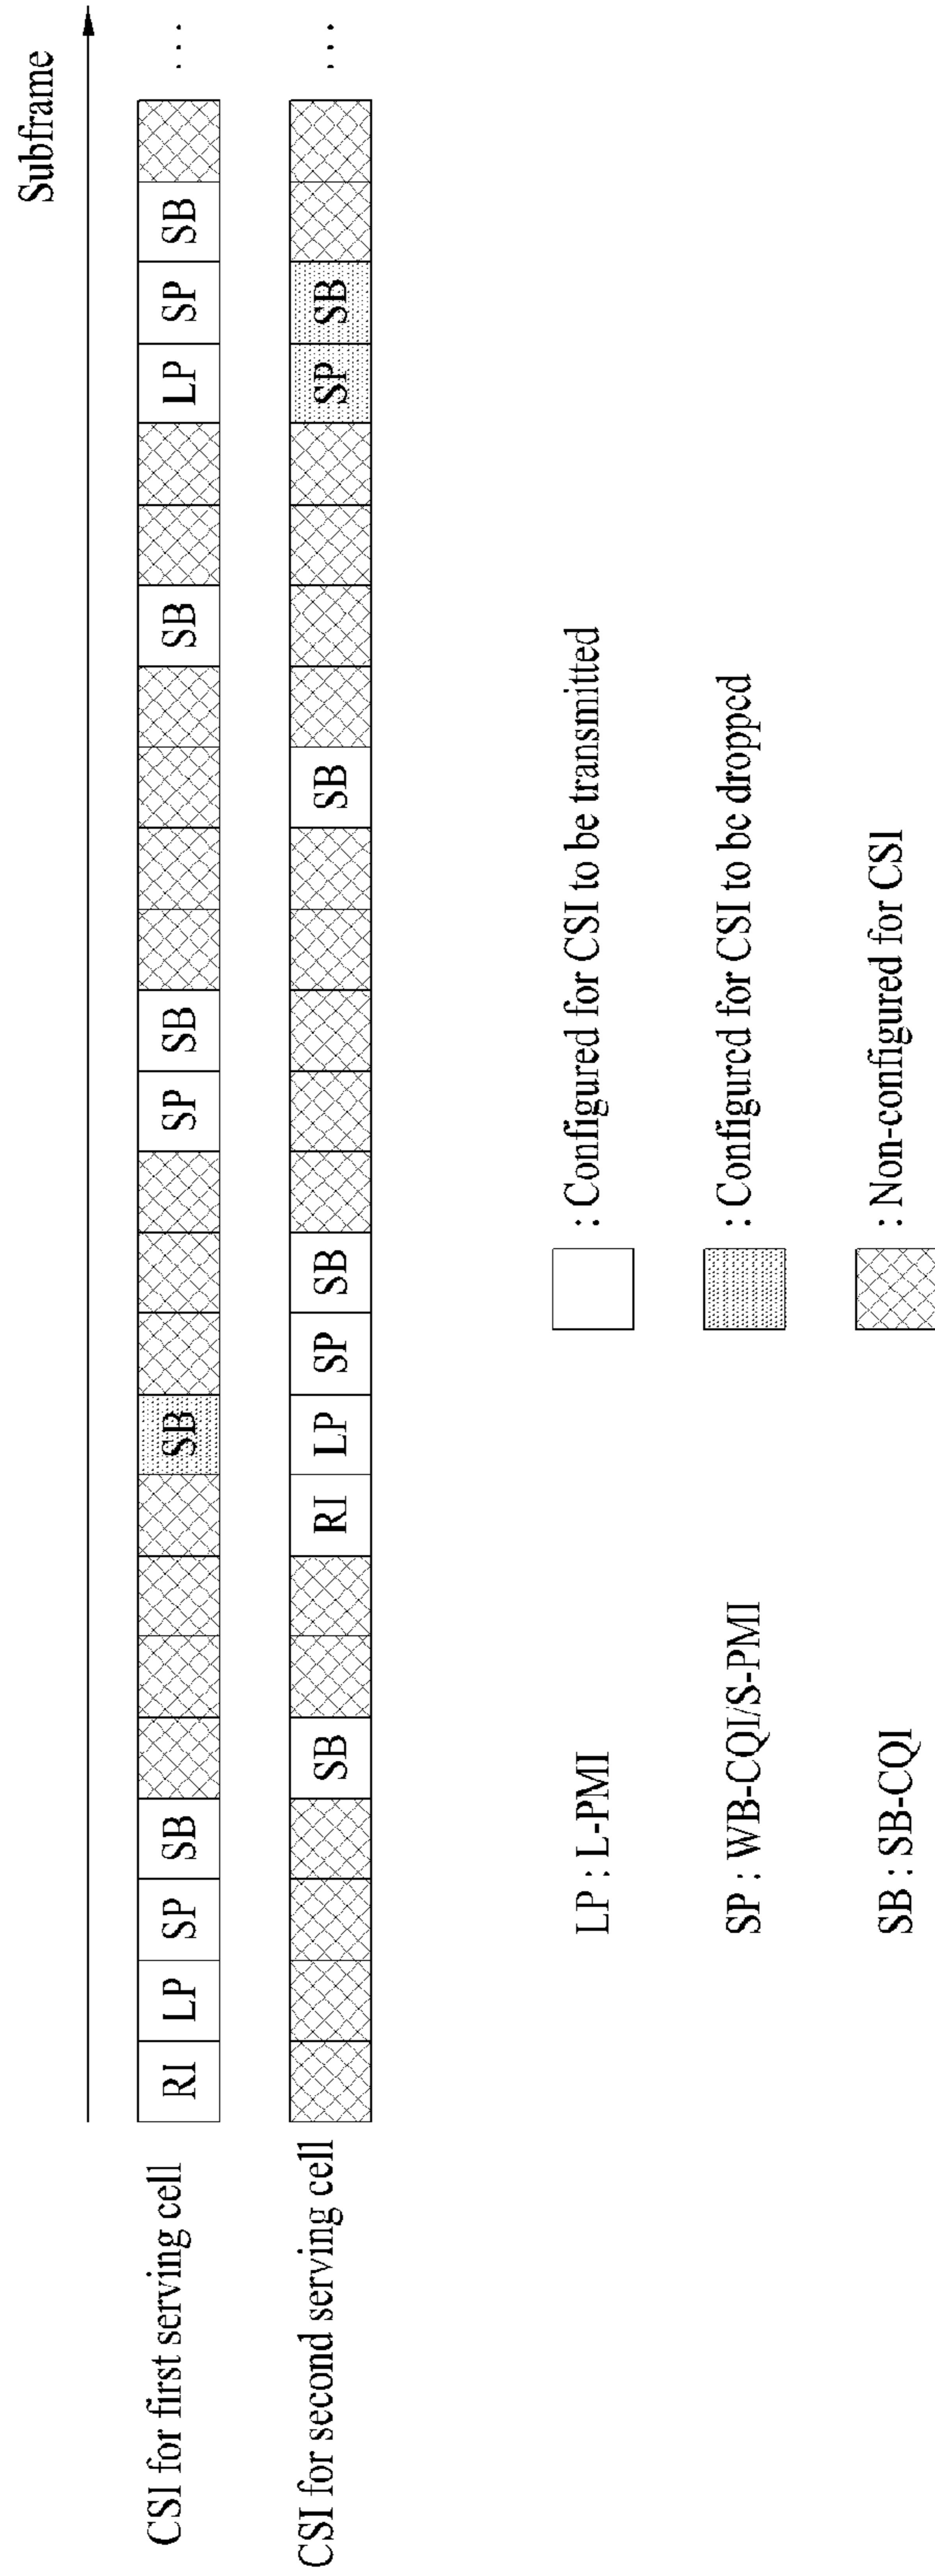 Subframe
CSI for first serving cell
RI LP SP SB SB SP SB SB LP SP SB ...
CSI for second serving cell
SB RI LP SP SB SB SP SB ...
LP : L-PMI
: Configured for CSI to be transmitted
SP : WB-CQI/S-PMI
: Configured for CSI to be dropped
SB : SB-CQI
: Non-configured for CSI